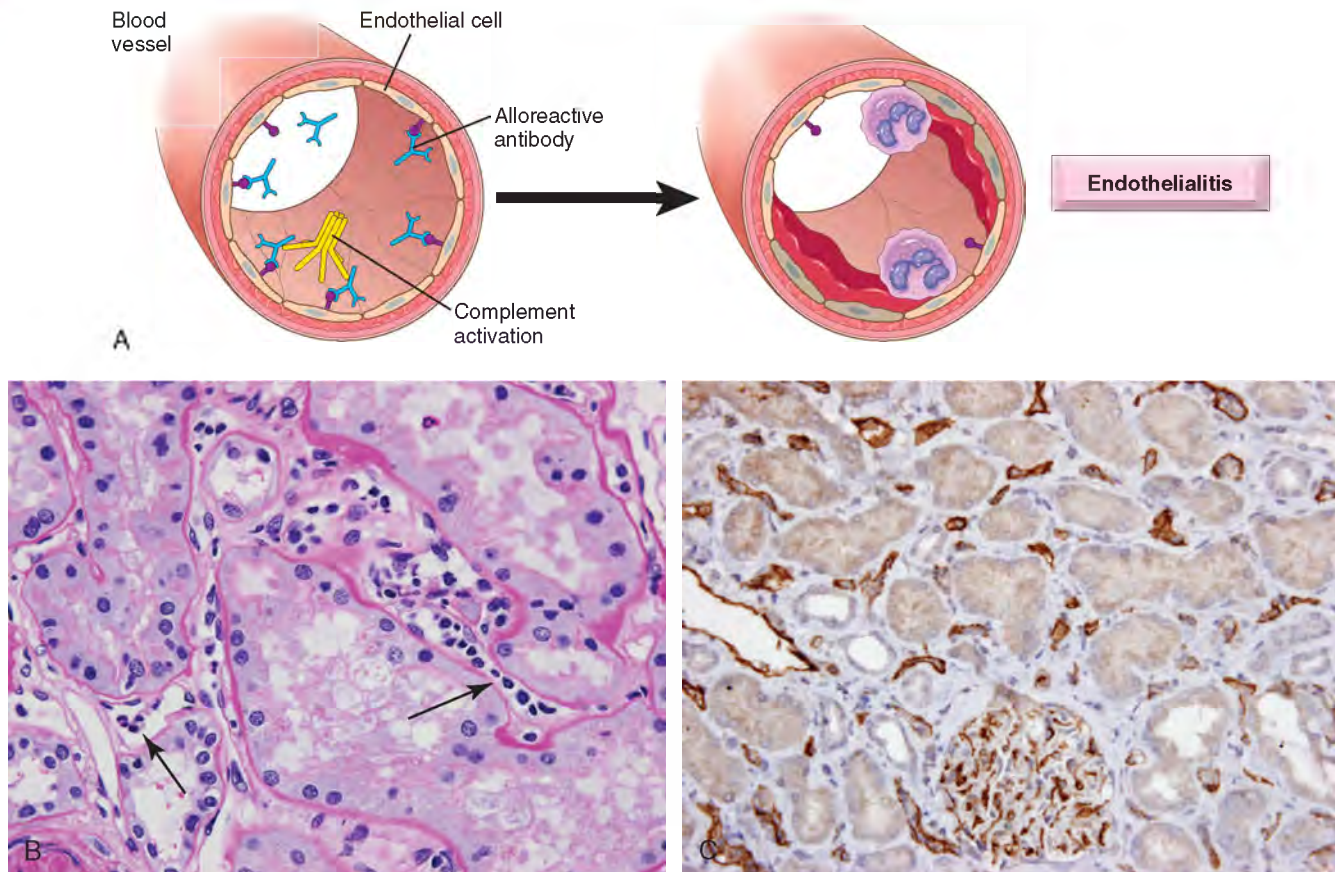 Blood
vessel
Endothelial cell
Alloreactive
antibody
Complement
activation
Endothelialitis
A
B
C